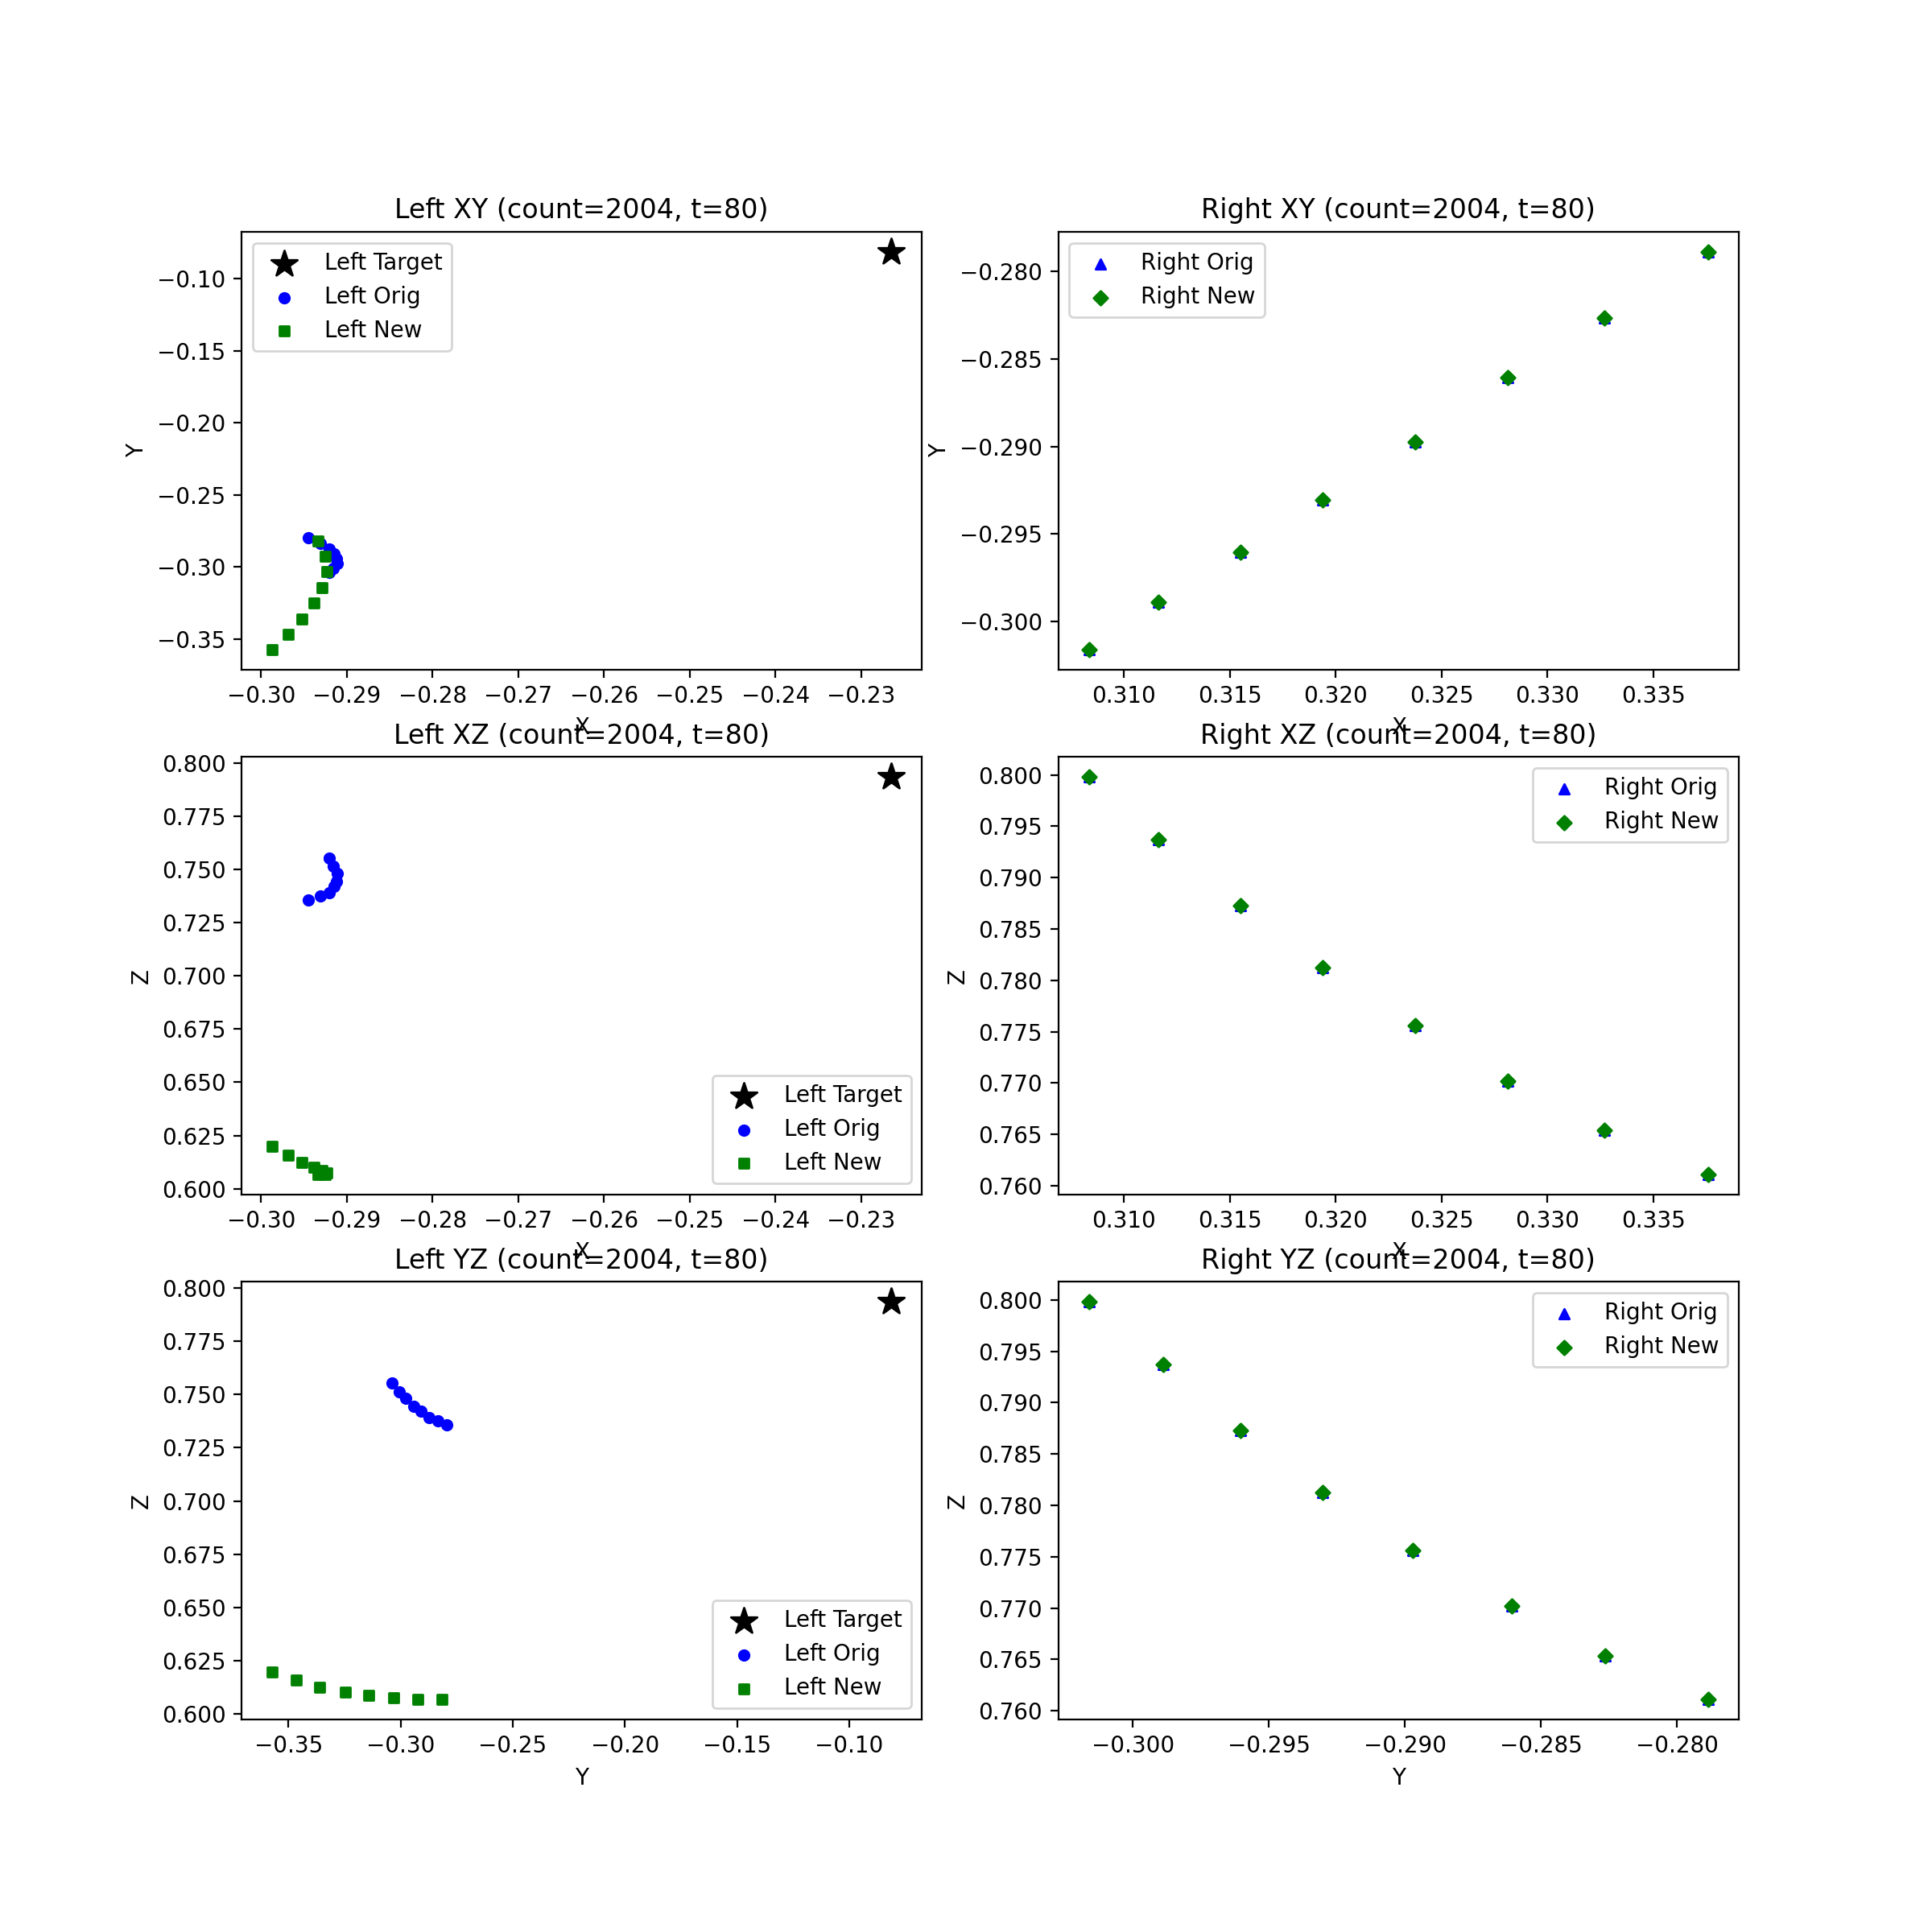 Left XY (count=2004, t=80)
Left Target
Left Orig
Left New
−0.10
−0.15
−0.20
−0.25
−0.30
−0.35
Y
−0.30 −0.29 −0.28 −0.27 −0.26 −0.25 −0.24 −0.23
X
Right XY (count=2004, t=80)
Right Orig
Right New
−0.280
−0.285
−0.290
−0.295
−0.300
Y
0.310 0.315 0.320 0.325 0.330 0.335
X
Left XZ (count=2004, t=80)
0.800
0.775
0.750
0.725
0.700
0.675
0.650
0.625
0.600
Z
Left Target
Left Orig
Left New
−0.30 −0.29 −0.28 −0.27 −0.26 −0.25 −0.24 −0.23
X
Right XZ (count=2004, t=80)
Right Orig
Right New
0.800
0.795
0.790
0.785
0.780
0.775
0.770
0.765
0.760
Z
0.310 0.315 0.320 0.325 0.330 0.335
X
Left YZ (count=2004, t=80)
0.800
0.775
0.750
0.725
0.700
0.675
0.650
0.625
0.600
Z
Left Target
Left Orig
Left New
−0.35 −0.30 −0.25 −0.20 −0.15 −0.10
Y
Right YZ (count=2004, t=80)
Right Orig
Right New
0.800
0.795
0.790
0.785
0.780
0.775
0.770
0.765
0.760
Z
−0.300 −0.295 −0.290 −0.285 −0.280
Y